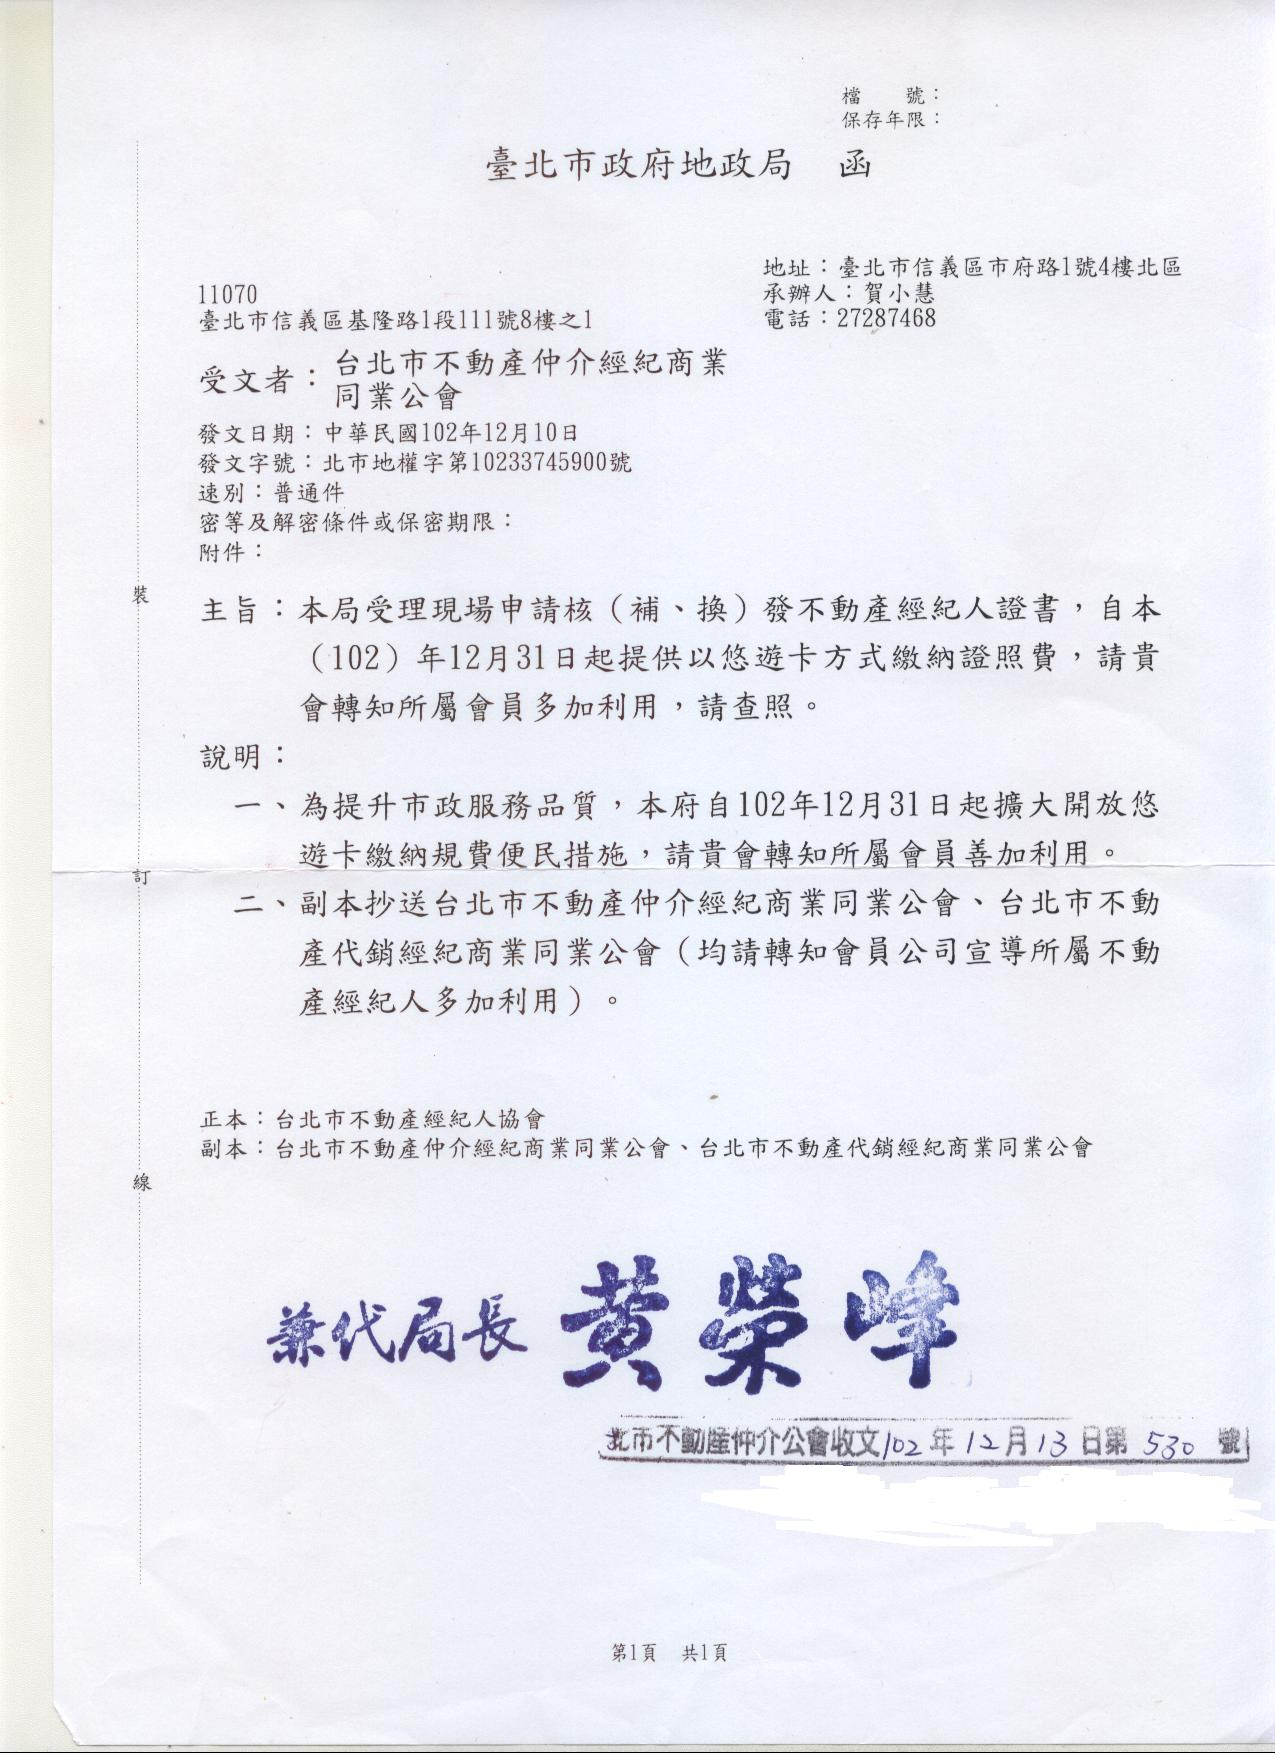 檔　　號：
保存年限：
臺北市政府地政局　函
地址：臺北市信義區市府路1號4樓北區
承辦人：賀小慧
電話：27287468
11070
臺北市信義區基隆路1段111號8樓之1
受文者：台北市不動產仲介經紀商業
同業公會
發文日期：中華民國102年12月10日
發文字號：北市地權字第10233745900號
速別：普通件
密等及解密條件或保密期限：
附件：
主旨：本局受理現場申請核（補、換）發不動產經紀人證書，自本
（102）年12月31日起提供以悠遊卡方式繳納證照費，請貴
會轉知所屬會員多加利用，請查照。
說明：
一、為提升市政服務品質，本府自102年12月31日起擴大開放悠
遊卡繳納規費便民措施，請貴會轉知所屬會員善加利用。
二、副本抄送台北市不動產仲介經紀商業同業公會、台北市不動
產代銷經紀商業同業公會（均請轉知會員公司宣導所屬不動
產經紀人多加利用）。
正本：台北市不動產經紀人協會
副本：台北市不動產仲介經紀商業同業公會、台北市不動產代銷經紀商業同業公會
兼代局長 黃榮峰
北市不動產仲介公會收文102年12月13日第530號
第1頁　共1頁
裝
訂
線